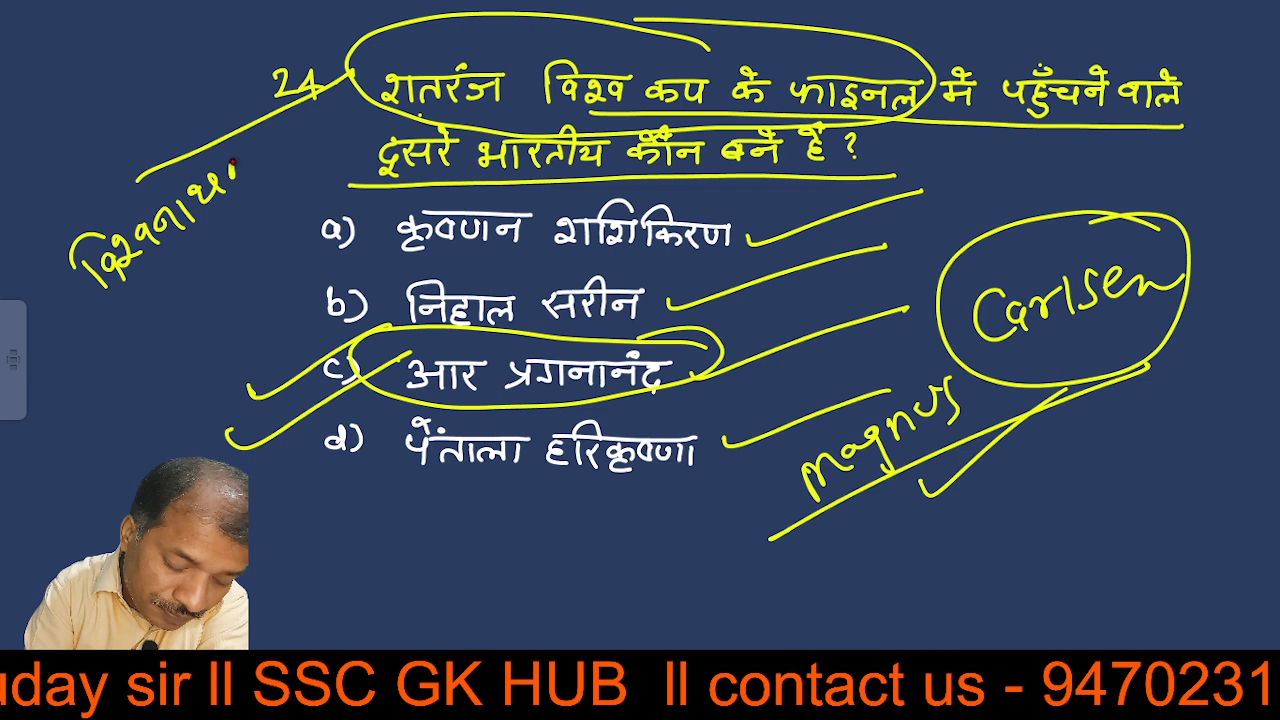 24 शतरंज विश्व कप के फाइनल में पहुँचने वाले
दूसरे भारतीय कौन बने हैं ?
विश्वनाथ
a) कृष्णन शशिकिरण
b) निहाल सरीन
c) आर प्रगनानंद
d) पेंताला हरिकृष्णा
Carlsen
Magnus
uday sir ll SSC GK HUB ll contact us - 9470231